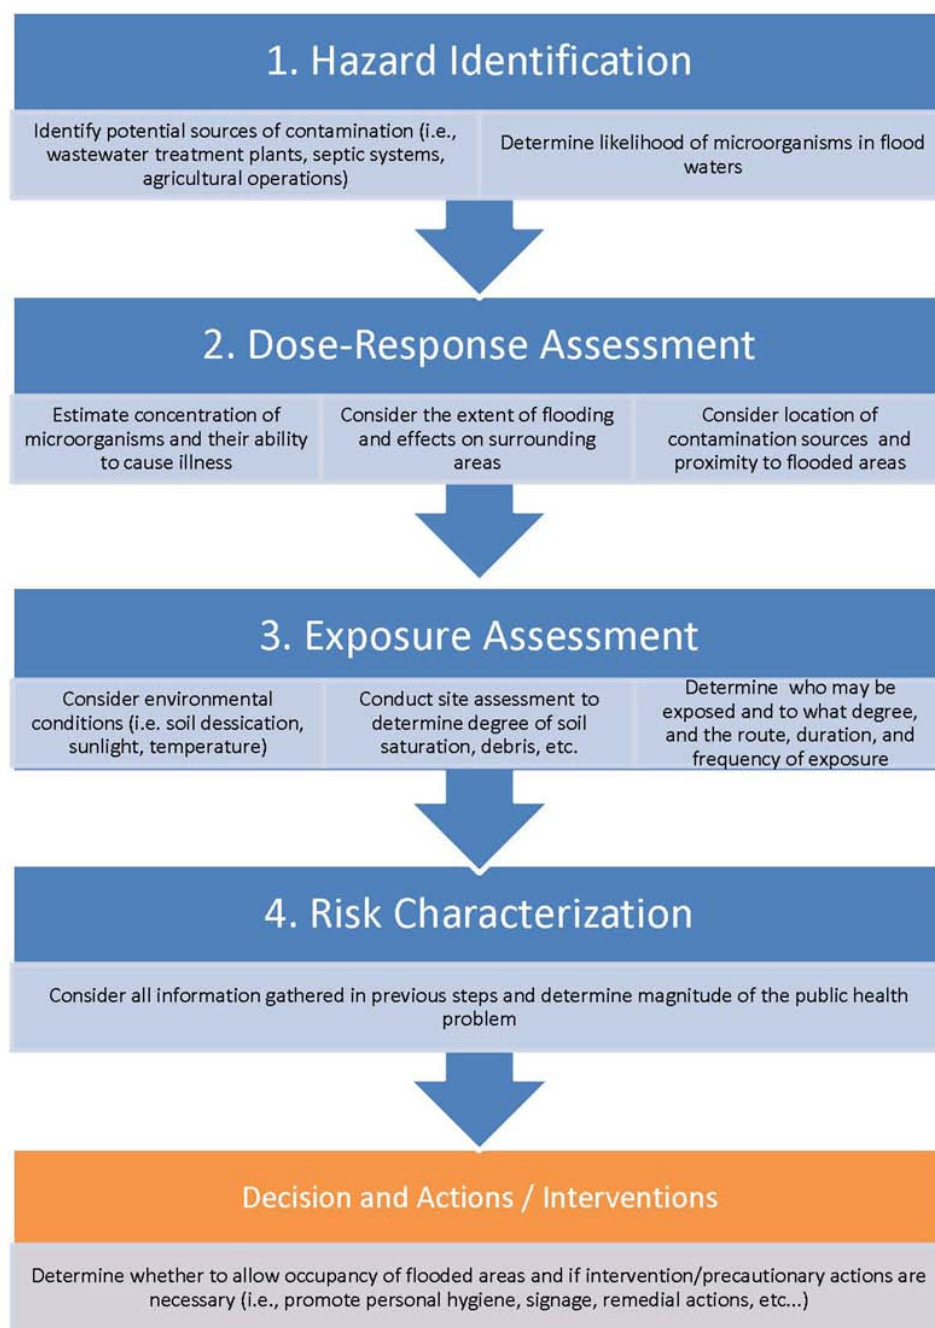 1. Hazard Identification
Identify potential sources of contamination (i.e.,
wastewater treatment plants, septic systems,
agricultural operations)
Determine likelihood of microorganisms in flood
waters
2. Dose-Response Assessment
Estimate concentration of
microorganisms and their ability
to cause illness
Consider the extent of flooding
and effects on surrounding
areas
Consider location of
contamination sources and
proximity to flooded areas
3. Exposure Assessment
Consider environmental
conditions (i.e. soil dessication,
sunlight, temperature)
Conduct site assessment to
determine degree of soil
saturation, debris, etc.
Determine who may be
exposed and to what degree,
and the route, duration, and
frequency of exposure
4. Risk Characterization
Consider all information gathered in previous steps and determine magnitude of the public health
problem
Decision and Actions / Interventions
Determine whether to allow occupancy of flooded areas and if intervention/precautionary actions are
necessary (i.e., promote personal hygiene, signage, remedial actions, etc...)